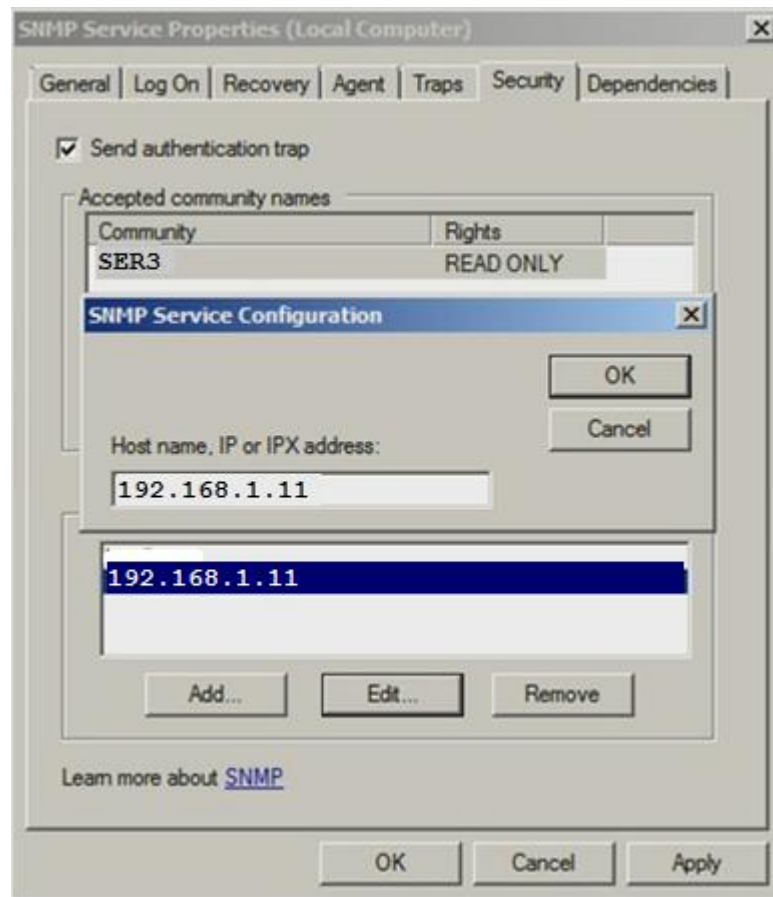 SNMP Service Properties (Local Computer)
General Log On Recovery Agent Traps Security Dependencies
Send authentication trap
Accepted community names
Community Rights
SER3 READ ONLY
SNMP Service Configuration
OK
Cancel
Host name, IP or IPX address:
192.168.1.11
192.168.1.11
Add... Edit... Remove
Learn more about SNMP
OK Cancel Apply